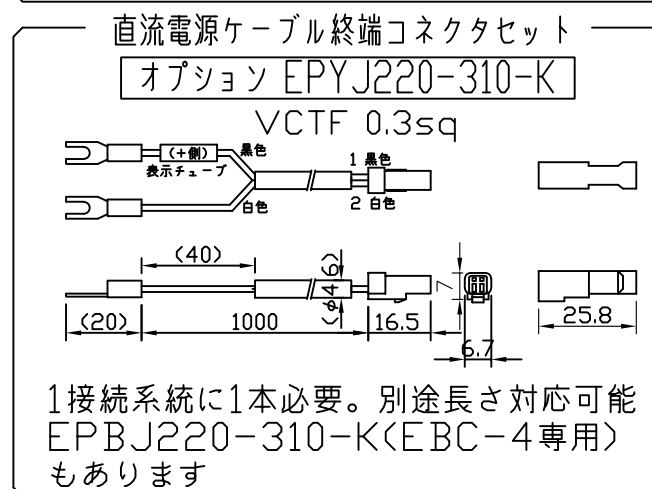 直流電源ケーブル終端コネクタセット
オプション EPYJ220-310-K
VCTF 0.3sq
(+側)
黒色
表示チューブ
白色
1 黒色
2 白色
(40)
(φ4.6)
7
(20)
1000
16.5
6.7
25.8
1接続系統に1本必要。別途長さ対応可能
EPBJ220-310-K(EBC-4専用)
もあります